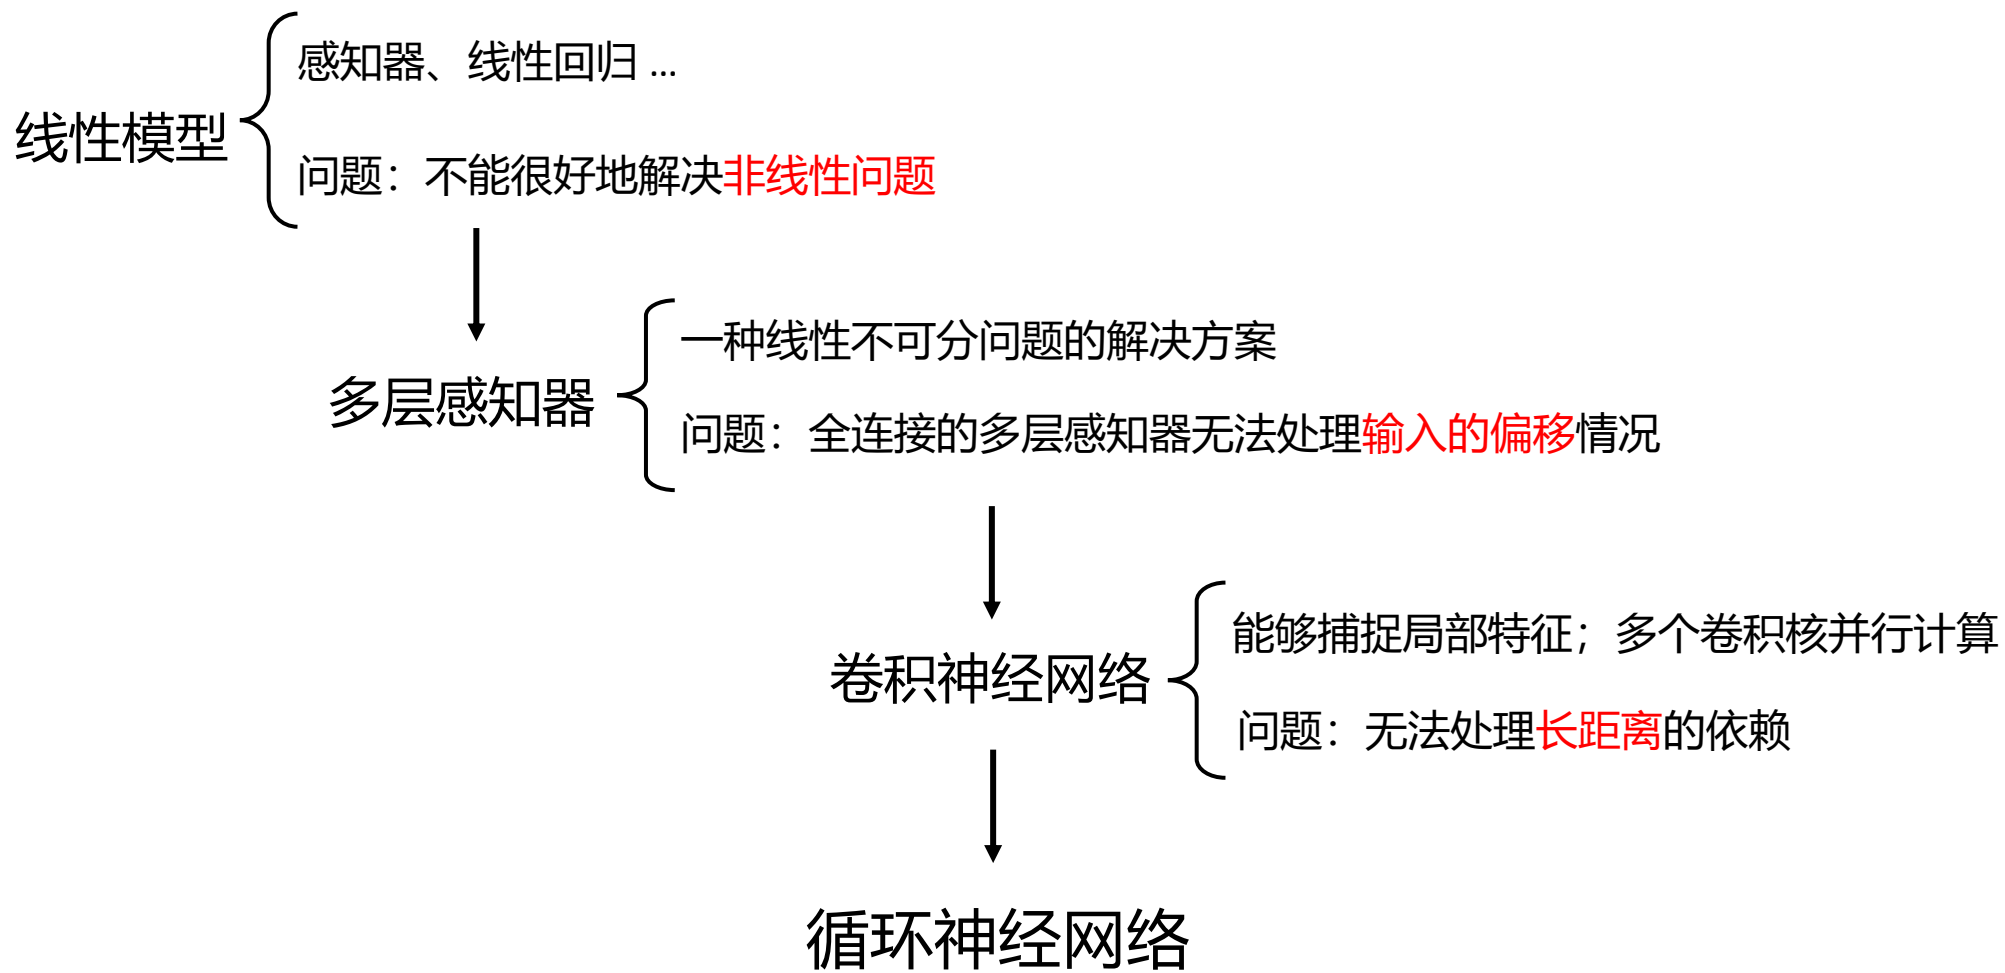 感知器、线性回归 ...
线性模型
问题：不能很好地解决非线性问题
一种线性不可分问题的解决方案
多层感知器
问题：全连接的多层感知器无法处理输入的偏移情况
能够捕捉局部特征；多个卷积核并行计算
卷积神经网络
问题：无法处理长距离的依赖
循环神经网络